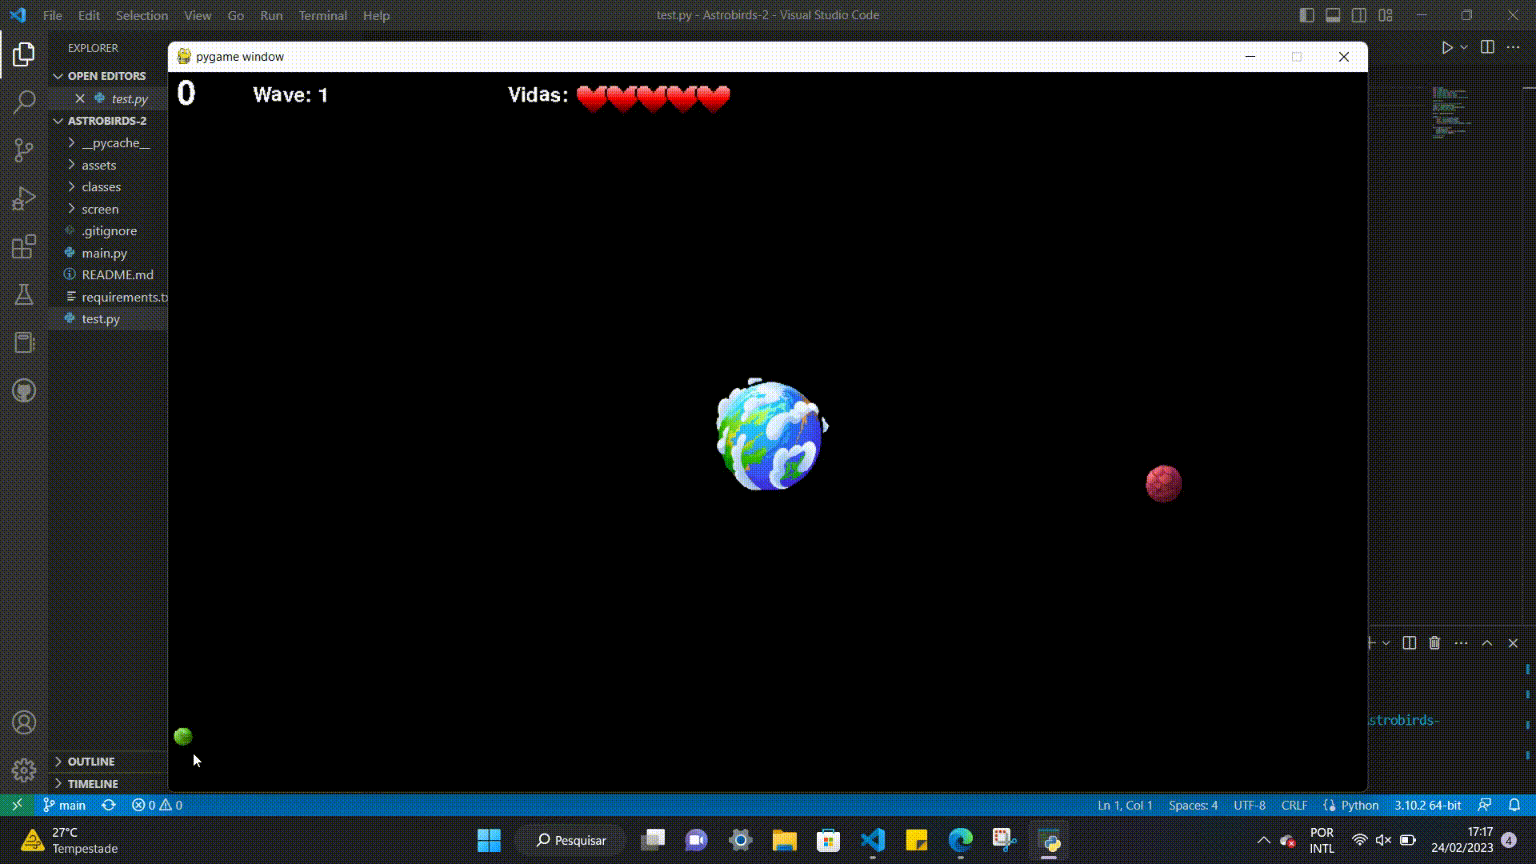 File Edit Selection View Go Run Terminal Help
test.py - Astrobirds-2 - Visual Studio Code
EXPLORER
OPEN EDITORS
test.py
ASTROBIRDS-2
__pycache__
assets
classes
screen
.gitignore
main.py
README.md
requirements.tx
test.py
OUTLINE
TIMELINE
pygame window
0 Wave: 1 Vidas:
Astrobirds-
main 0 0
Ln 1, Col 1 Spaces: 4 UTF-8 CRLF Python 3.10.2 64-bit
27°C
Tempestade
Pesquisar
POR
INTL
17:17
24/02/2023
4